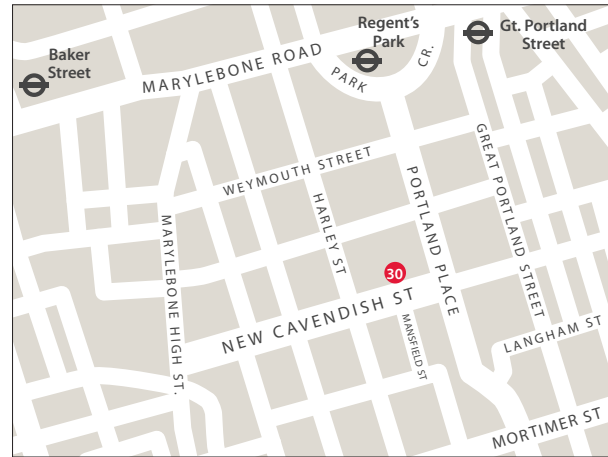 Baker
Street
Regent's
Park
Gt. Portland
Street
MARYLEBONE ROAD
PARK
CR.
WEYMOUTH STREET
GREAT PORTLAND STREET
HARLEY ST
PORTLAND PLACE
MARYLEBONE HIGH ST.
30
NEW CAVENDISH ST
MANSFIELD ST
LANGHAM ST
MORTIMER ST